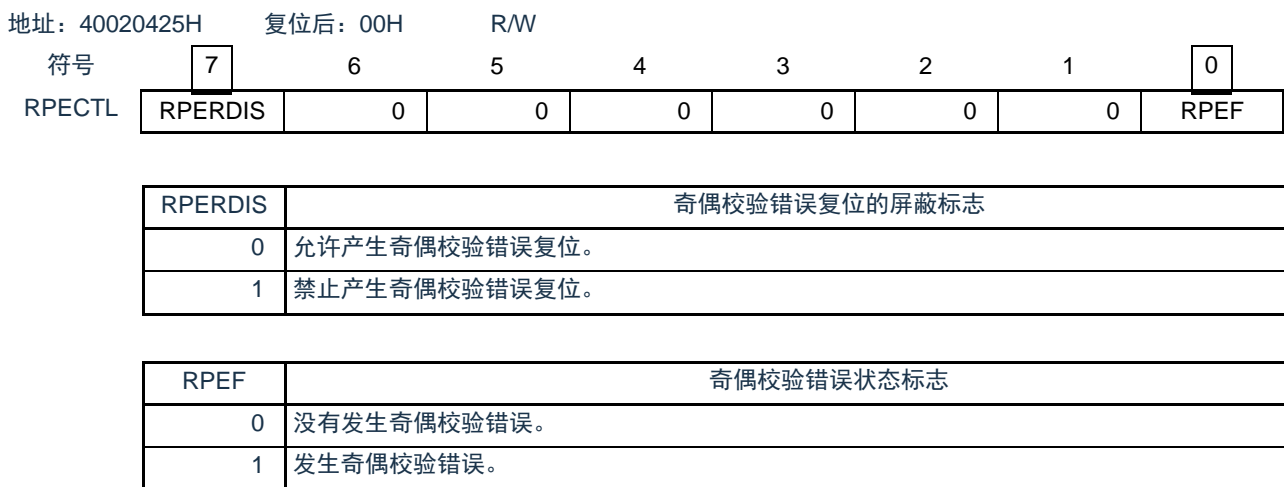 地址：40020425H 复位后：00H R/W
符号 7 6 5 4 3 2 1 0
RPECTL RPERDIS 0 0 0 0 0 0 RPEF
RPERDIS 奇偶校验错误复位的屏蔽标志
0 允许产生奇偶校验错误复位。
1 禁止产生奇偶校验错误复位。
RPEF 奇偶校验错误状态标志
0 没有发生奇偶校验错误。
1 发生奇偶校验错误。